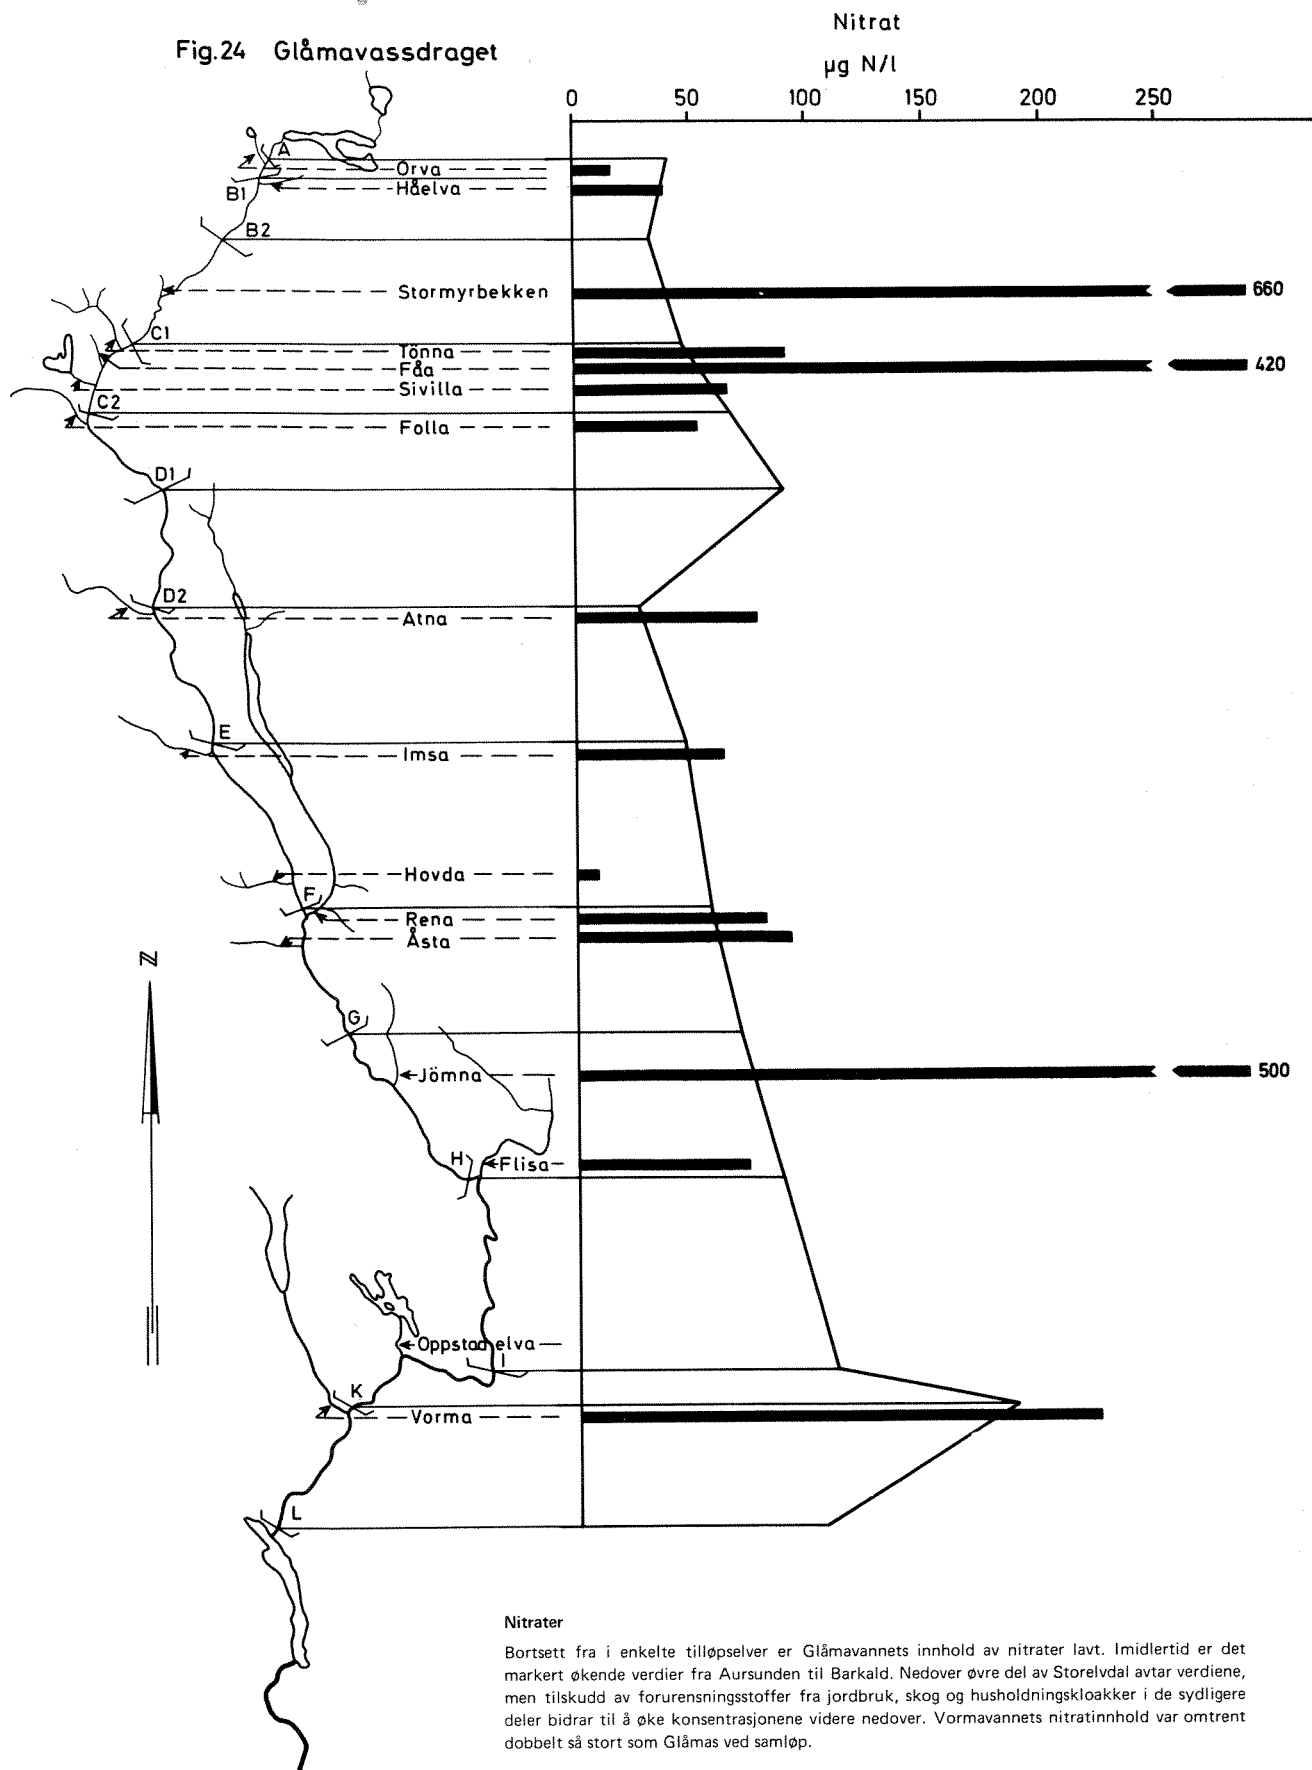 Fig.24 Glåmavassdraget
Nitrat
µg N/l
0 50 100 150 200 250
A
Orva
B1
Håelva
B2
Stormyrbekken
660
C1
Tönna
Fåa
420
Sivilla
C2
Folla
D1
D2
Atna
E
Imsa
Hovda
F
Rena
Åsta
N
G
Jömna
500
H
Flisa
Oppstad elva
I
K
Vorma
L
Nitrater
Bortsett fra i enkelte tilløpselver er Glåmavannets innhold av nitrater lavt. Imidlertid er det
markert økende verdier fra Aursunden til Barkald. Nedover øvre del av Storelvdal avtar verdiene,
men tilskudd av forurensningsstoffer fra jordbruk, skog og husholdningskloakker i de sydligere
deler bidrar til å øke konsentrasjonene videre nedover. Vormavannets nitratinnhold var omtrent
dobbelt så stort som Glåmas ved samløp.